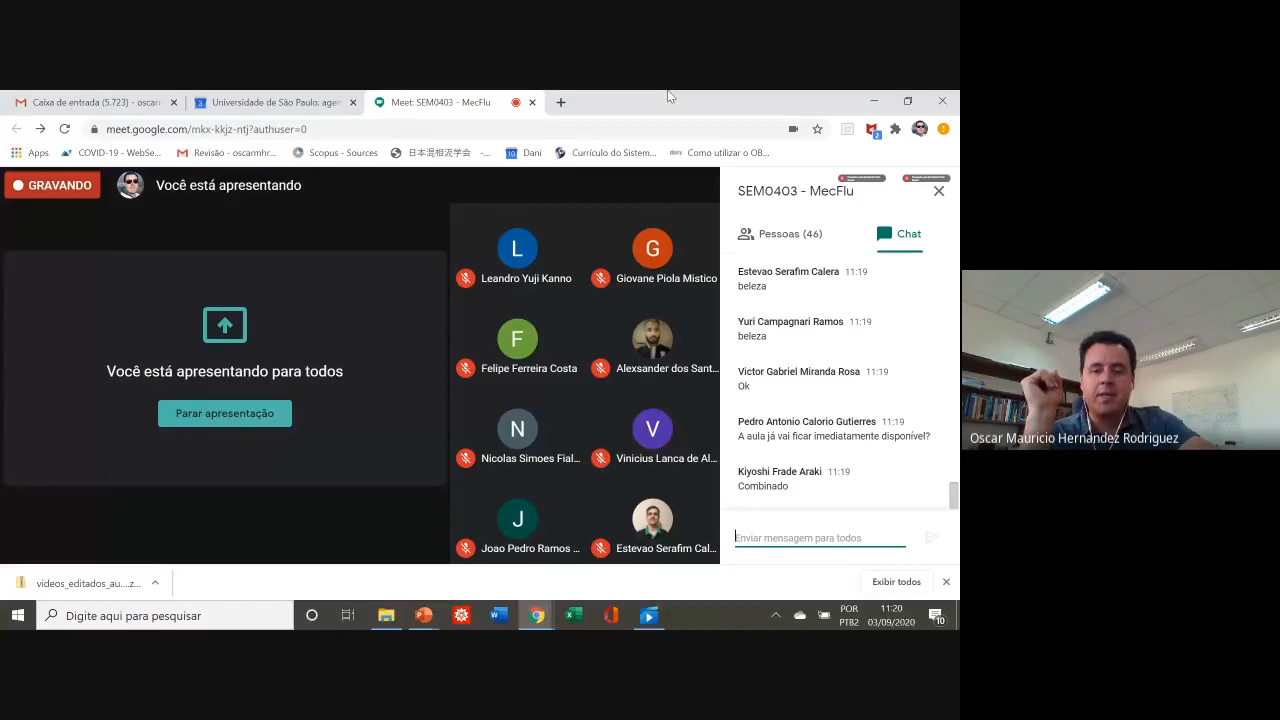 Caixa de entrada (5.723) - oscarm
Universidade de São Paulo: agen
Meet: SEM0403 - MecFlu
meet.google.com/mkx-kkjz-ntj?authuser=0
Apps
COVID-19 - WebSe...
Revisão - oscarmhr...
Scopus - Sources
日本混相流学会 -...
Dani
Currículo do Sistem...
Como utilizar o OB...
GRAVANDO
Você está apresentando
SEM0403 - MecFlu
Pessoas (46)
Chat
Você está apresentando para todos
Parar apresentação
Leandro Yuji Kanno
Giovane Piola Mistico
Felipe Ferreira Costa
Alexsander dos Sant...
Nicolas Simoes Fial...
Vinicius Lanca de Al...
Joao Pedro Ramos ...
Estevao Serafim Cal...
L
G
F
N
V
J
Estevao Serafim Calera 11:19
beleza
Yuri Campagnari Ramos 11:19
beleza
Victor Gabriel Miranda Rosa 11:19
Ok
Pedro Antonio Calorio Gutierres 11:19
A aula já vai ficar imediatamente disponível?
Kiyoshi Frade Araki 11:19
Combinado
Enviar mensagem para todos
Oscar Mauricio Hernandez Rodriguez
videos_editados_au....z...
Exibir todos
Digite aqui para pesquisar
POR
PTB2
11:20
03/09/2020
10